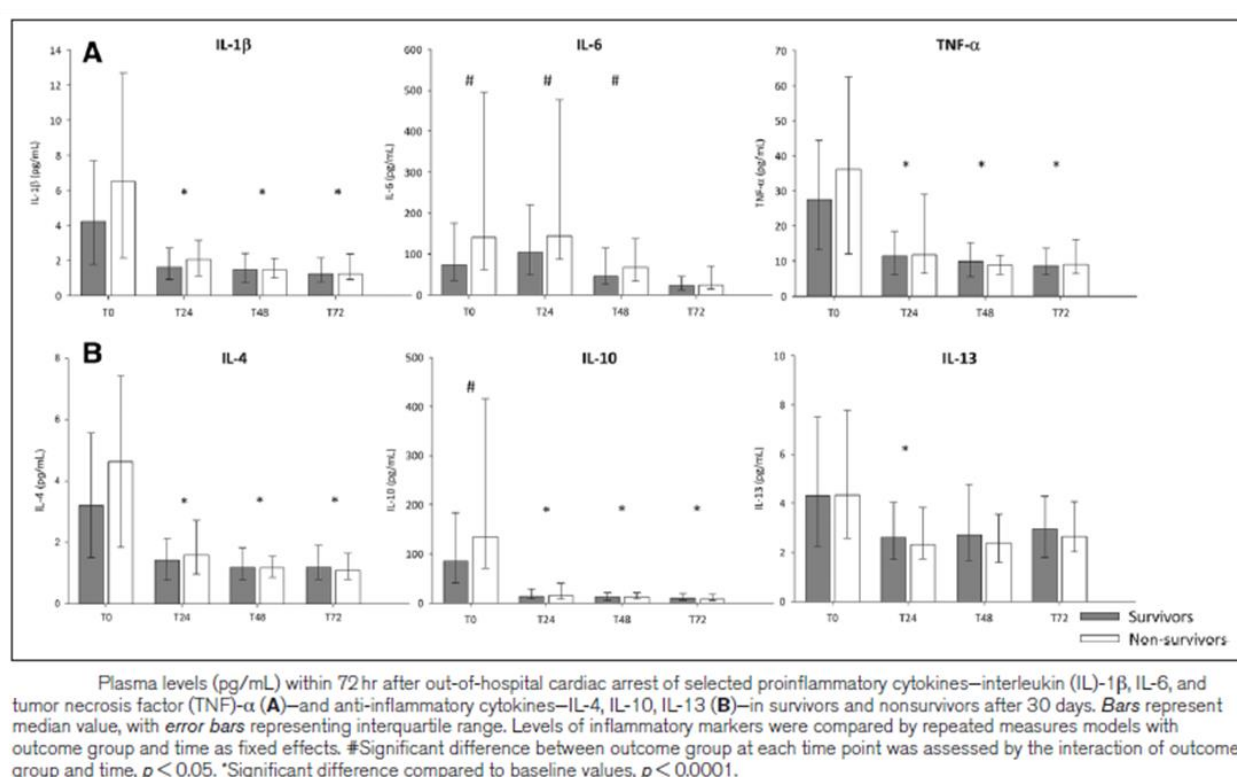 A
IL-1β
IL-1β (pg/mL)
14
12
10
8
6
4
2
0
* * *
T0 T24 T48 T72
IL-6
IL-6 (pg/mL)
600
500
400
300
200
100
0
# # #
T0 T24 T48 T72
TNF-α
TNF-α (pg/mL)
70
60
50
40
30
20
10
0
* * *
T0 T24 T48 T72
B
IL-4
IL-4 (pg/mL)
8
6
4
2
0
* * *
T0 T24 T48 T72
IL-10
IL-10 (pg/mL)
500
400
300
200
100
0
#
* * *
T0 T24 T48 T72
IL-13
IL-13 (pg/mL)
10
8
6
4
2
0
*
T0 T24 T48 T72
Survivors
Non-survivors
Plasma levels (pg/mL) within 72 hr after out-of-hospital cardiac arrest of selected proinflammatory cytokines—interleukin (IL)-1β, IL-6, and
tumor necrosis factor (TNF)-α (A)—and anti-inflammatory cytokines—IL-4, IL-10, IL-13 (B)—in survivors and nonsurvivors after 30 days. Bars represent
median value, with error bars representing interquartile range. Levels of inflammatory markers were compared by repeated measures models with
outcome group and time as fixed effects. #Significant difference between outcome group at each time point was assessed by the interaction of outcome
group and time, p < 0.05. *Significant difference compared to baseline values, p < 0.0001.